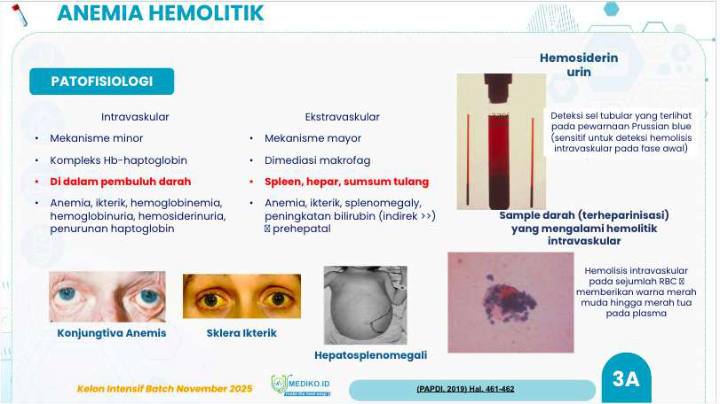 ANEMIA HEMOLITIK
PATOFISIOLOGI
Intravaskular
• Mekanisme minor
• Kompleks Hb-haptoglobin
• Di dalam pembuluh darah
• Anemia, ikterik, hemoglobinemia,
hemoglobinuria, hemosiderinuria,
penurunan haptoglobin
Ekstravaskular
• Mekanisme mayor
• Dimediasi makrofag
• Spleen, hepar, sumsum tulang
• Anemia, ikterik, splenomegaly,
peningkatan bilirubin (indirek >>)
prehepatal
Hemosiderin
urin
Deteksi sel tubular yang terlihat
pada pewarnaan Prussian blue
(sensitif untuk deteksi hemolisis
intravaskular pada fase awal)
Sample darah (terheparinisasi)
yang mengalami hemolitik
intravaskular
Hemolisis intravaskular
pada sejumlah RBC
memberikan warna merah
muda hingga merah tua
pada plasma
Konjungtiva Anemis
Sklera Ikterik
Hepatosplenomegali
Kelon Intensif Batch November 2025
MEDIKO.ID
(PAPDI, 2019) Hal. 461-462
3A